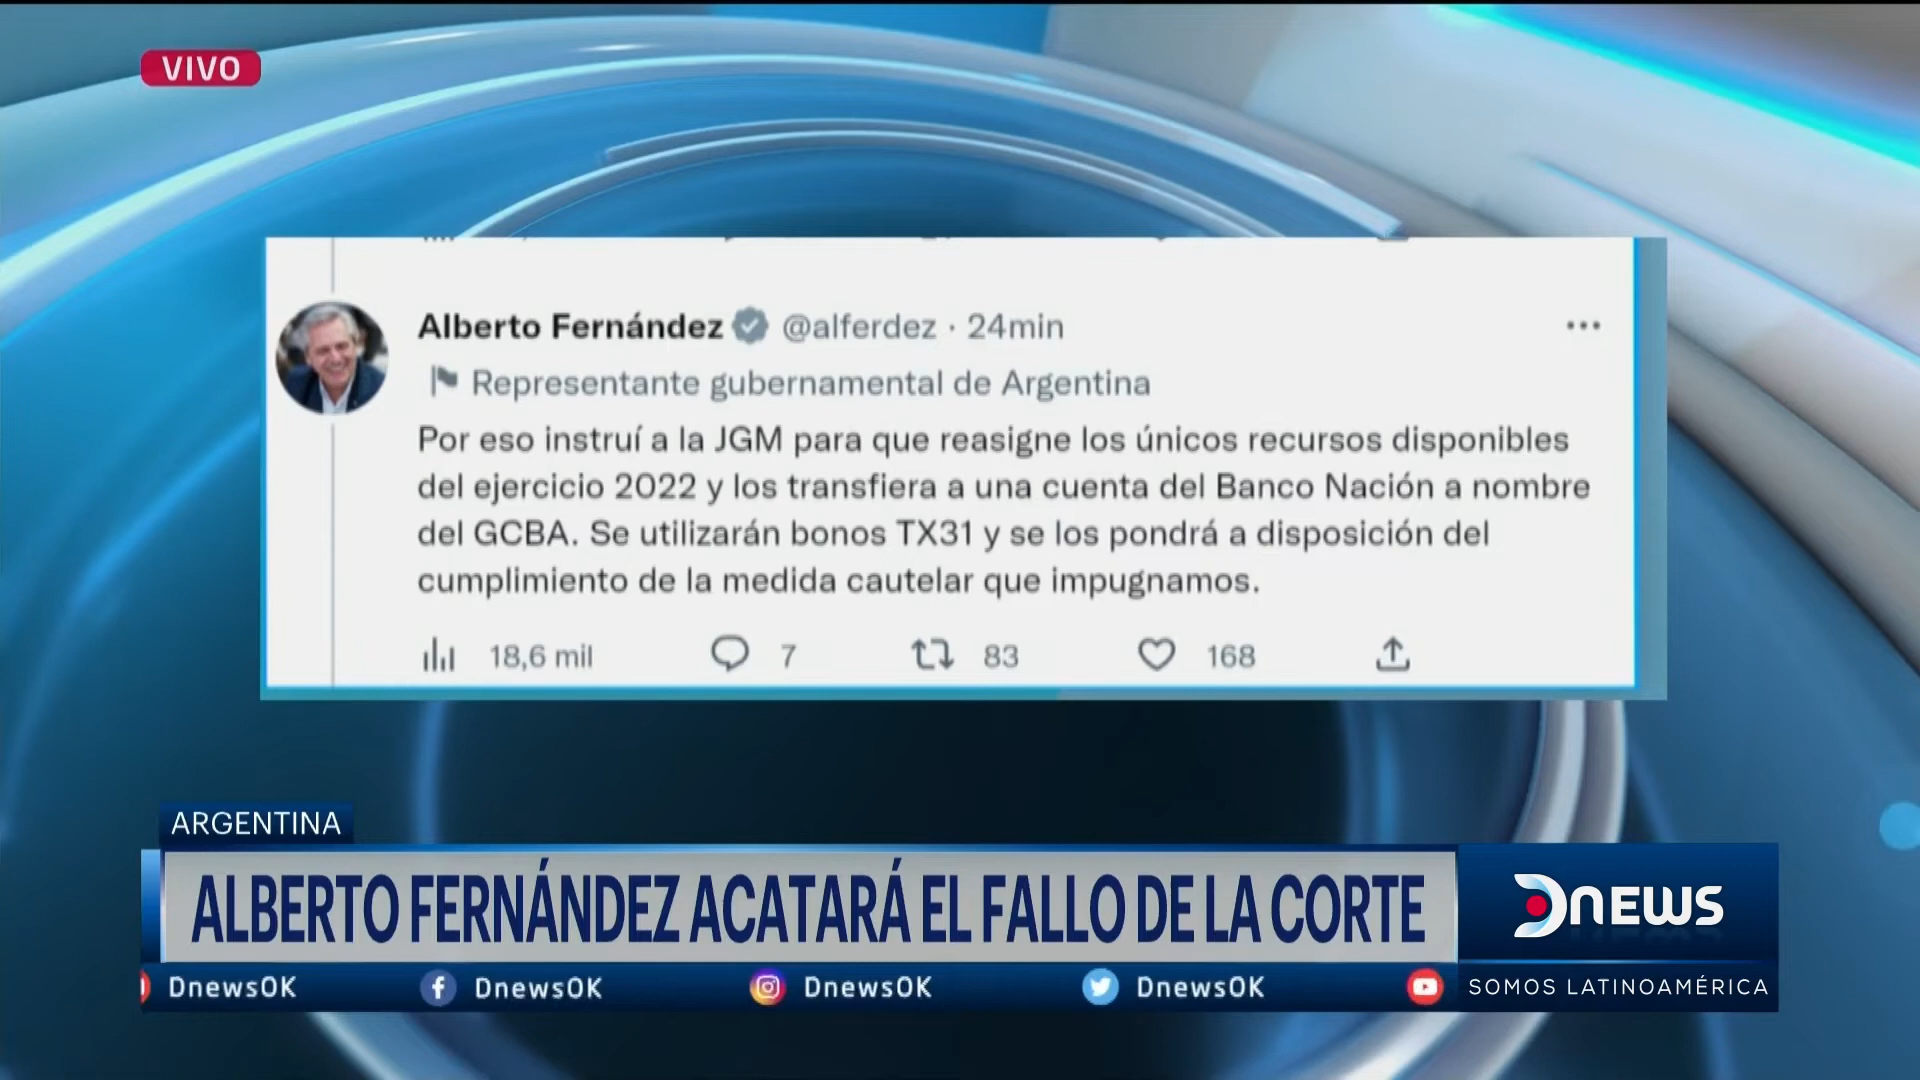 VIVO
Alberto Fernández @alferdez · 24min
Representante gubernamental de Argentina
Por eso instruí a la JGM para que reasigne los únicos recursos disponibles
del ejercicio 2022 y los transfiera a una cuenta del Banco Nación a nombre
del GCBA. Se utilizarán bonos TX31 y se los pondrá a disposición del
cumplimiento de la medida cautelar que impugnamos.
18,6 mil 7 83 168
ARGENTINA
ALBERTO FERNÁNDEZ ACATARÁ EL FALLO DE LA CORTE
DNEWS
DnewsOK DnewsOK DnewsOK DnewsOK
SOMOS LATINOAMÉRICA